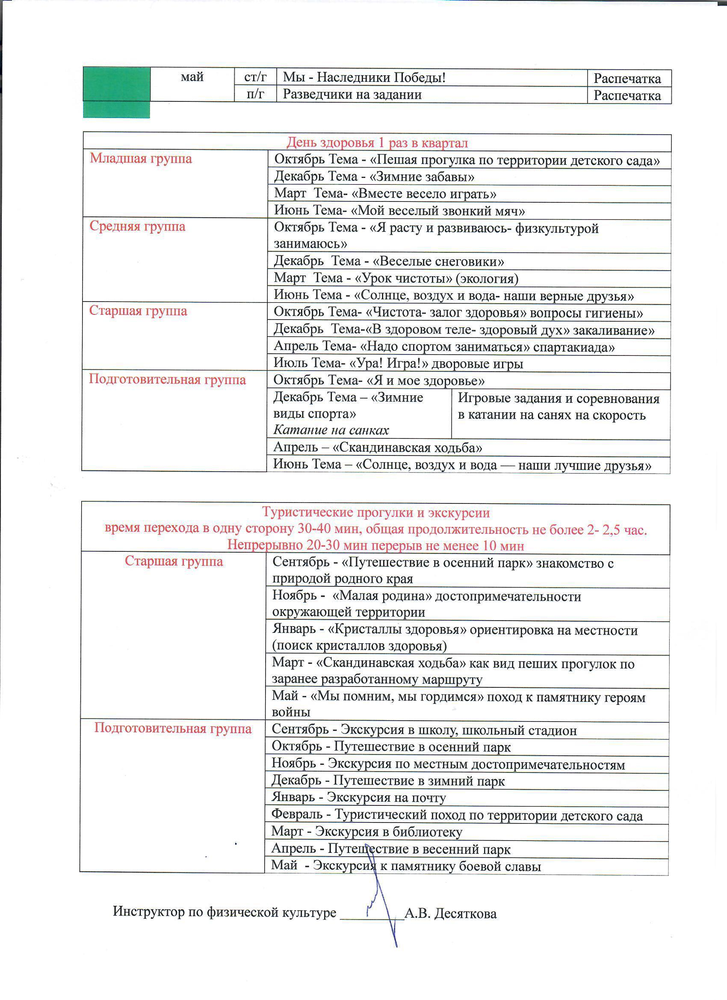 май ст/г Мы - Наследники Победы! Распечатка
п/г Разведчики на задании Распечатка
День здоровья 1 раз в квартал
Младшая группа Октябрь Тема - «Пешая прогулка по территории детского сада»
Декабрь Тема - «Зимние забавы»
Март Тема- «Вместе весело играть»
Июнь Тема- «Мой веселый звонкий мяч»
Средняя группа Октябрь Тема - «Я расту и развиваюсь- физкультурой
занимаюсь»
Декабрь Тема - «Веселые снеговики»
Март Тема - «Урок чистоты» (экология)
Июнь Тема - «Солнце, воздух и вода- наши верные друзья»
Старшая группа Октябрь Тема- «Чистота- залог здоровья» вопросы гигиены»
Декабрь Тема-«В здоровом теле- здоровый дух» закаливание»
Апрель Тема- «Надо спортом заниматься» спартакиада»
Июль Тема- «Ура! Игра!» дворовые игры
Подготовительная группа Октябрь Тема- «Я и мое здоровье»
Декабрь Тема – «Зимние Игровые задания и соревнования
виды спорта» в катании на санях на скорость
Катание на санках
Апрель – «Скандинавская ходьба»
Июнь Тема – «Солнце, воздух и вода — наши лучшие друзья»
Туристические прогулки и экскурсии
время перехода в одну сторону 30-40 мин, общая продолжительность не более 2- 2,5 час.
Непрерывно 20-30 мин перерыв не менее 10 мин
Старшая группа Сентябрь - «Путешествие в осенний парк» знакомство с
природой родного края
Ноябрь - «Малая родина» достопримечательности
окружающей территории
Январь - «Кристаллы здоровья» ориентировка на местности
(поиск кристаллов здоровья)
Март - «Скандинавская ходьба» как вид пеших прогулок по
заранее разработанному маршруту
Май - «Мы помним, мы гордимся» поход к памятнику героям
войны
Подготовительная группа Сентябрь - Экскурсия в школу, школьный стадион
Октябрь - Путешествие в осенний парк
Ноябрь - Экскурсия по местным достопримечательностям
Декабрь - Путешествие в зимний парк
Январь - Экскурсия на почту
Февраль - Туристический поход по территории детского сада
Март - Экскурсия в библиотеку
Апрель - Путешествие в весенний парк
Май - Экскурсия к памятнику боевой славы
Инструктор по физической культуре _________А.В. Десяткова